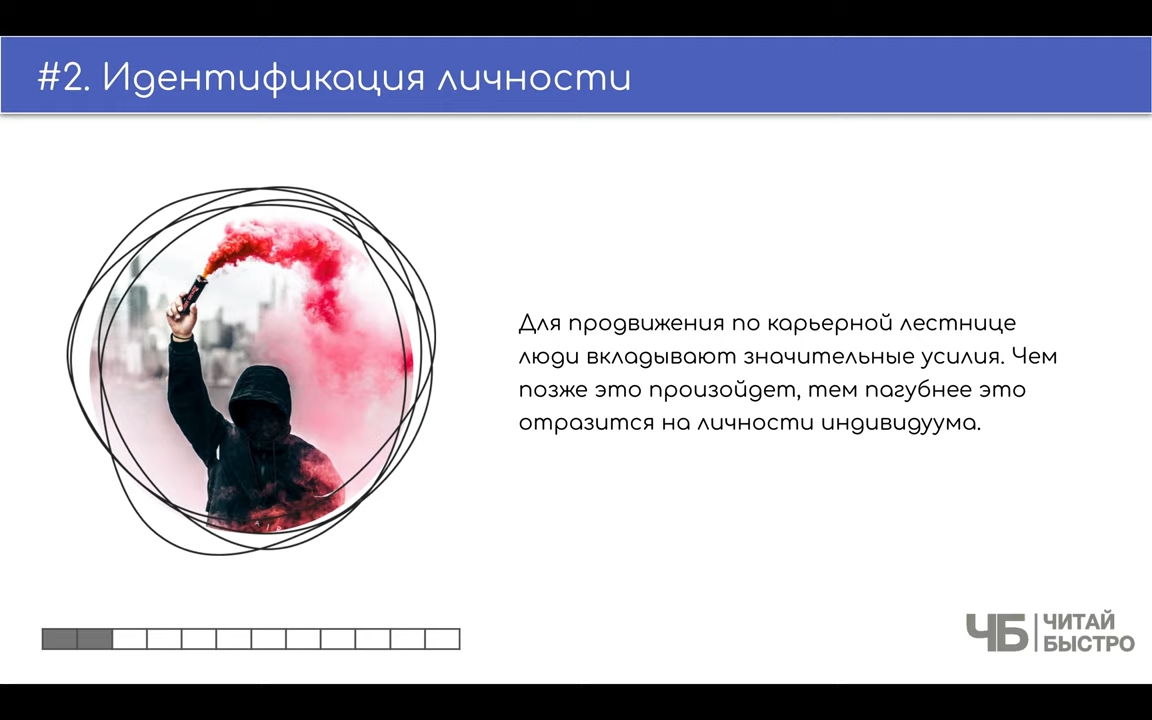 #2. Идентификация личности
Для продвижения по карьерной лестнице
люди вкладывают значительные усилия. Чем
позже это произойдет, тем пагубнее это
отразится на личности индивидуума.
ЧБ
ЧИТАЙ
БЫСТРО